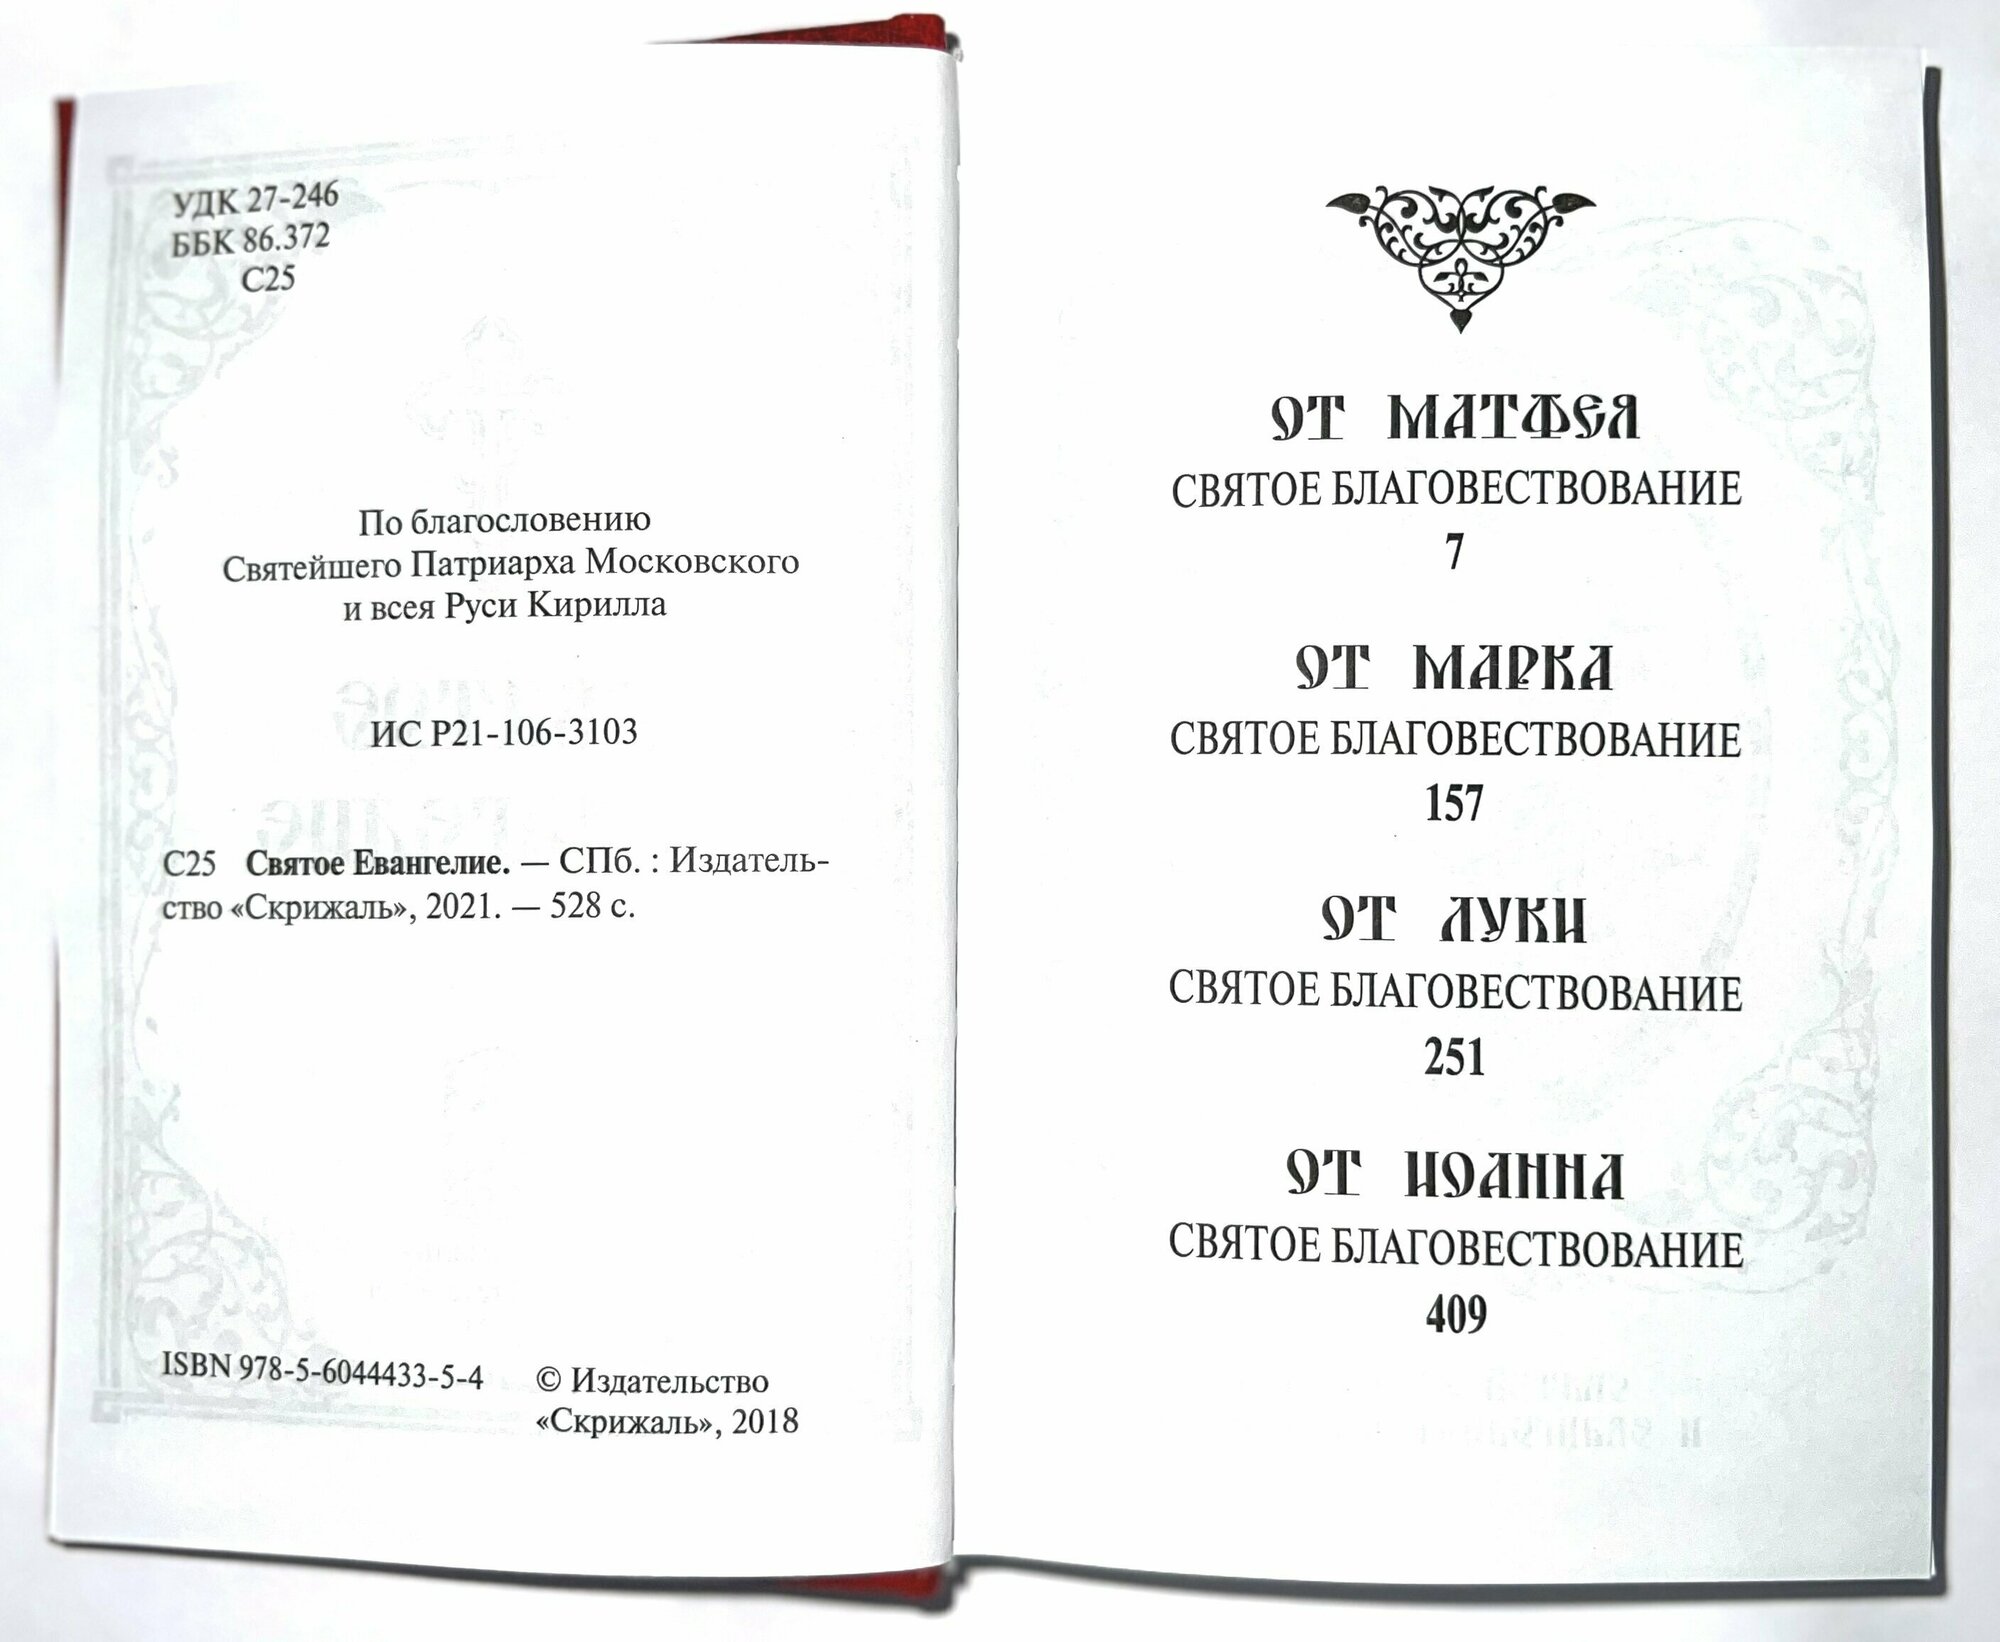 УДК 27-246
ББК 86.372
С25
По благословению
Святейшего Патриарха Московского
и всея Руси Кирилла
ИС Р21-106-3103
С25 Святое Евангелие. — СПб. : Издатель-
ство «Скрижаль», 2021. — 528 с.
ISBN 978-5-6044433-5-4
© Издательство
«Скрижаль», 2018
ОТ МАТФЕЯ
СВЯТОЕ БЛАГОВЕСТВОВАНИЕ
7
ОТ МАРКА
СВЯТОЕ БЛАГОВЕСТВОВАНИЕ
157
ОТ ЛУКИ
СВЯТОЕ БЛАГОВЕСТВОВАНИЕ
251
ОТ ИОАННА
СВЯТОЕ БЛАГОВЕСТВОВАНИЕ
409